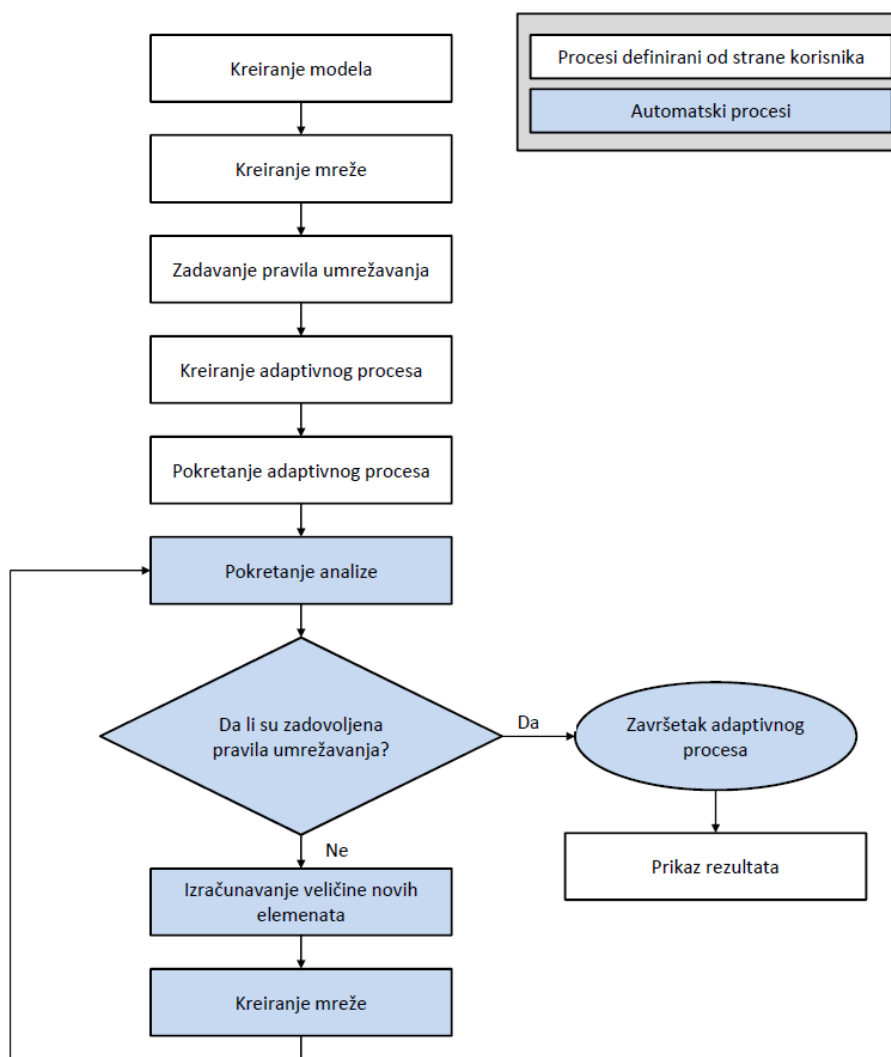 Kreiranje modela
Procesi definirani od strane korisnika
Automatski procesi
Kreiranje mreže
Zadavanje pravila umrežavanja
Kreiranje adaptivnog procesa
Pokretanje adaptivnog procesa
Pokretanje analize
Da li su zadovoljena
pravila umrežavanja?
Da
Završetak adaptivnog
procesa
Ne
Prikaz rezultata
Izračunavanje veličine novih
elemenata
Kreiranje mreže